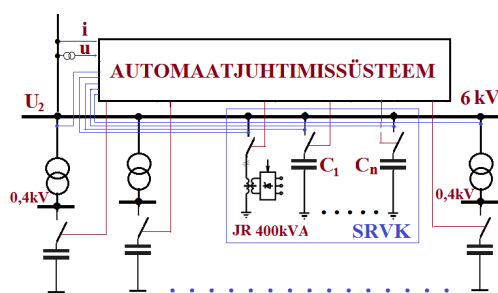 i
u
AUTOMAATJUHTIMISSÜSTEEM
U2
6 kV
0,4kV
C1
Cn
0,4kV
JR 400kVA
SRVK